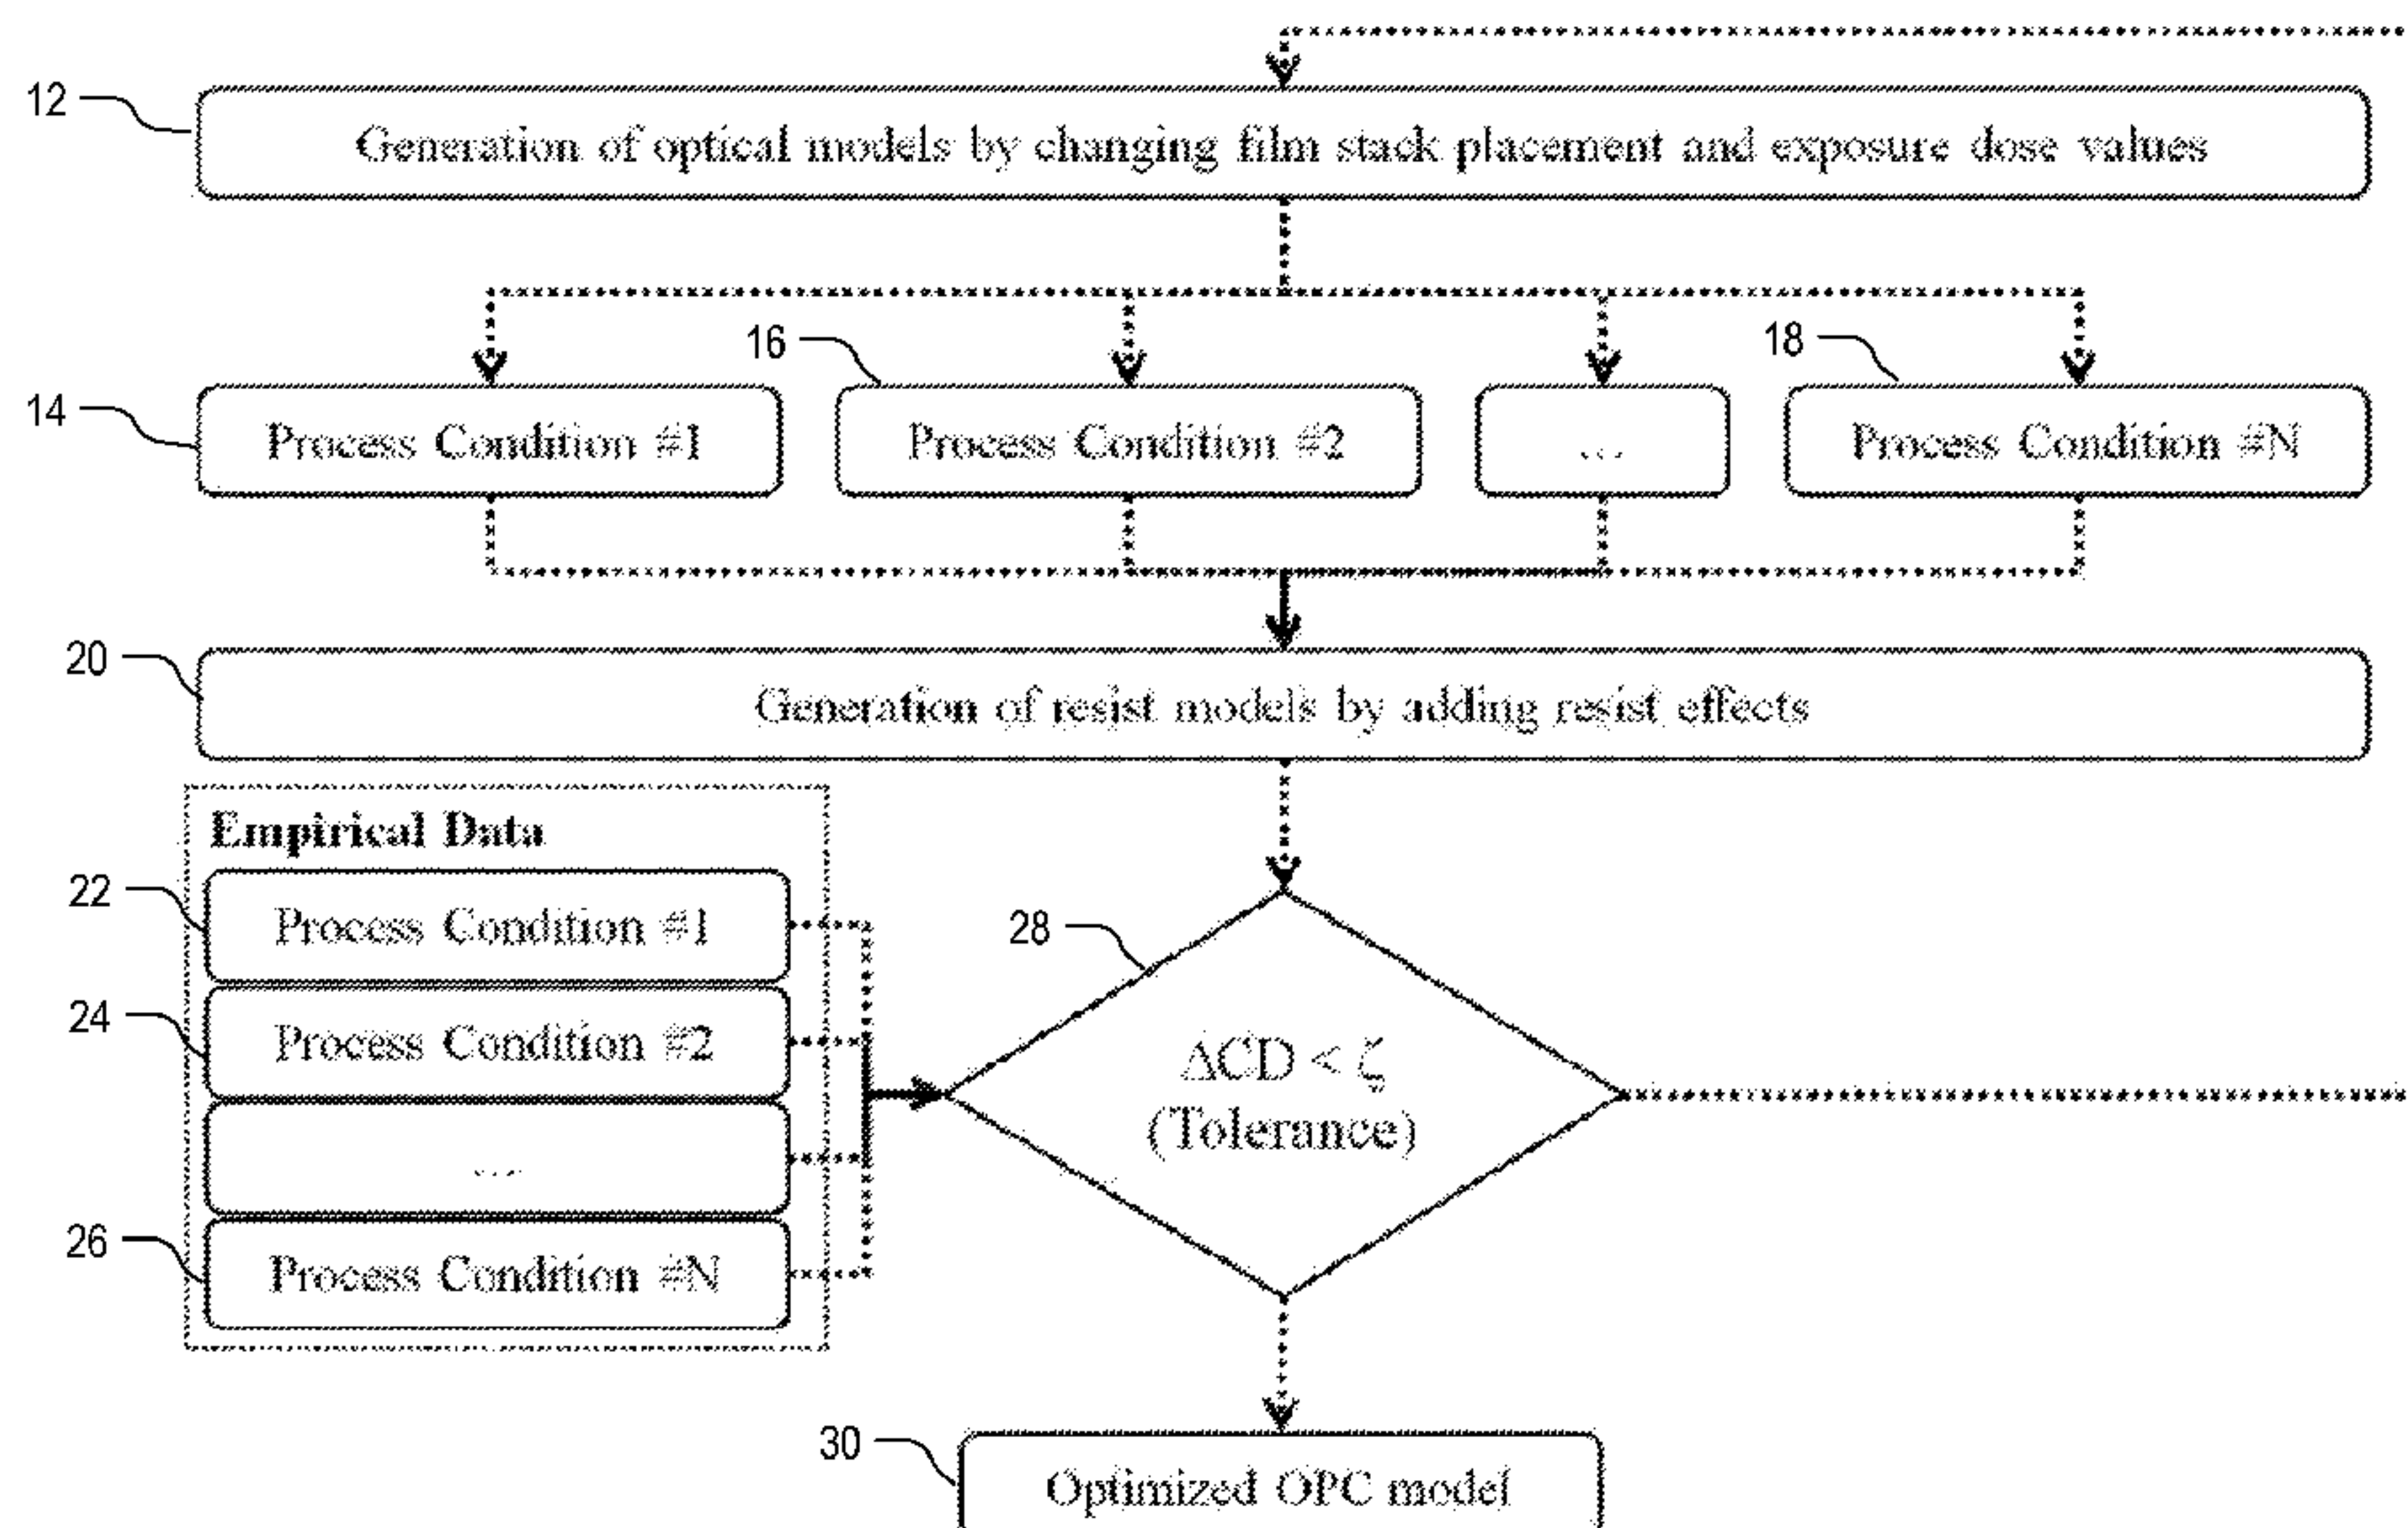 12
Generation of optical models by changing film stack placement and exposure dose values
14
Process Condition #1
16
Process Condition #2
...
18
Process Condition #N
20
Generation of resist models by adding resist effects
Empirical Data
22
Process Condition #1
24
Process Condition #2
...
26
Process Condition #N
28
ΔCD < ζ
(Tolerance)
30
Optimized OPC model